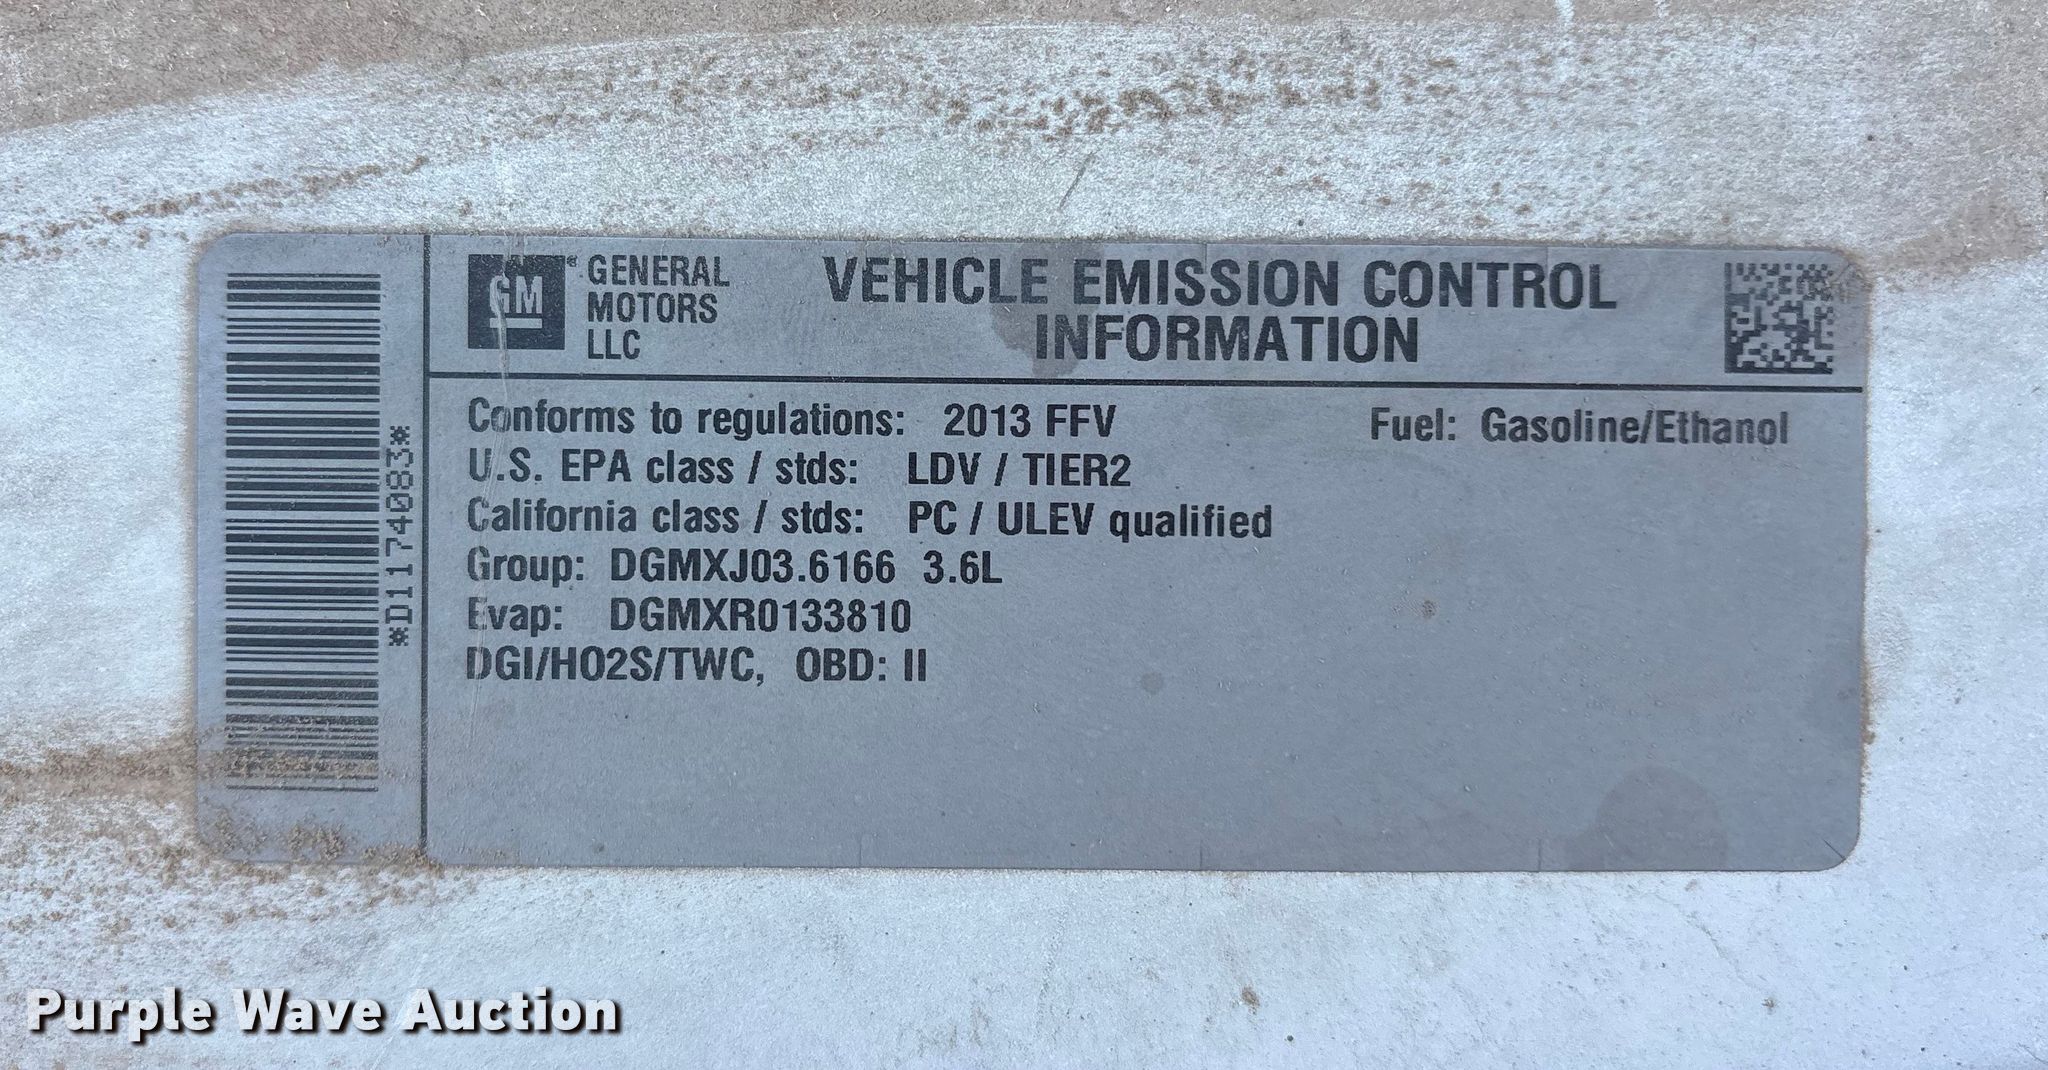 *D11740083*
GM
GENERAL
MOTORS
LLC
VEHICLE EMISSION CONTROL
INFORMATION
Conforms to regulations: 2013 FFV Fuel: Gasoline/Ethanol
U.S. EPA class / stds: LDV / TIER2
California class / stds: PC / ULEV qualified
Group: DGMXJ03.6166 3.6L
Evap: DGMXR0133810
DGI/HO2S/TWC, OBD: II
Purple Wave Auction